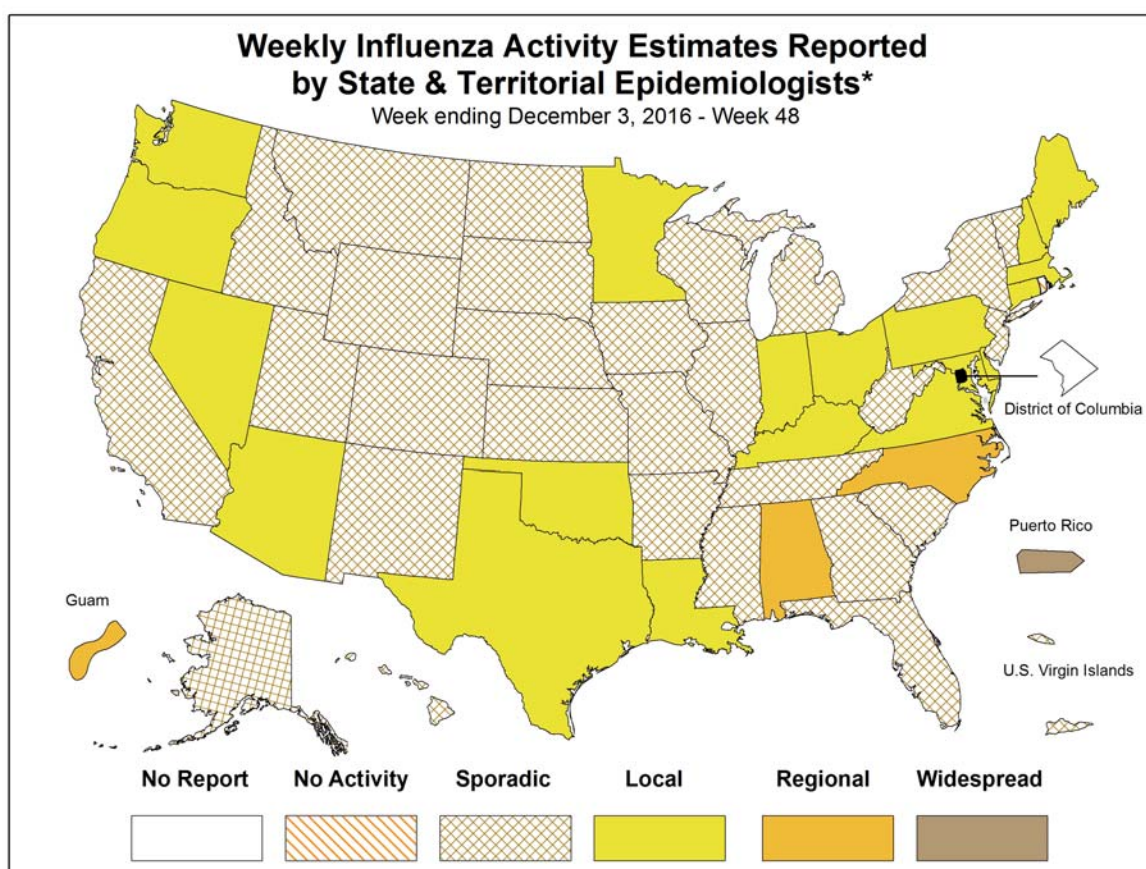 Weekly Influenza Activity Estimates Reported
by State & Territorial Epidemiologists*
Week ending December 3, 2016 - Week 48
District of Columbia
Puerto Rico
Guam
U.S. Virgin Islands
No Report No Activity Sporadic Local Regional Widespread